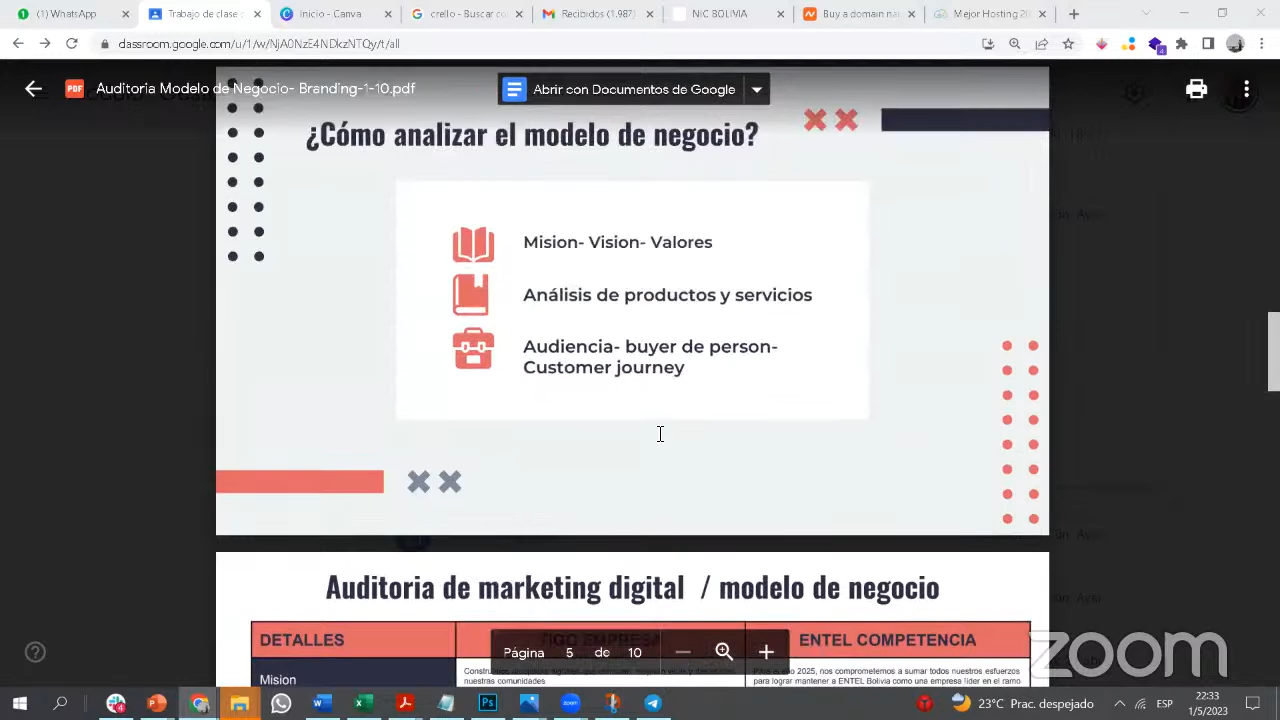 (1) WhatsApp
Trabajo de clase
Inicio - Canva
crello - Buscar co
Recibidos (1.987)
NIC BOLIVIA
Buy a domain na
Mejor Hosting 2
classroom.google.com/u/1/w/NjA0NzE4NDkzNTQy/t/all
Auditoria Modelo de Negocio- Branding-1-10.pdf
Abrir con Documentos de Google
¿Cómo analizar el modelo de negocio?
Mision- Vision- Valores
Análisis de productos y servicios
Audiencia- buyer de person-
Customer journey
Auditoria de marketing digital / modelo de negocio
DETALLES
TIGO EMPRESA
ENTEL COMPETENCIA
Página 5 de 10
Mision
nuestras comunidades
Para el año 2025, nos comprometemos a sumar todos nuestros esfuerzos
para lograr mantener a ENTEL Bolivia como una empresa líder en el ramo
zoom
23°C Prac. despejado
ESP
22:33
1/5/2023